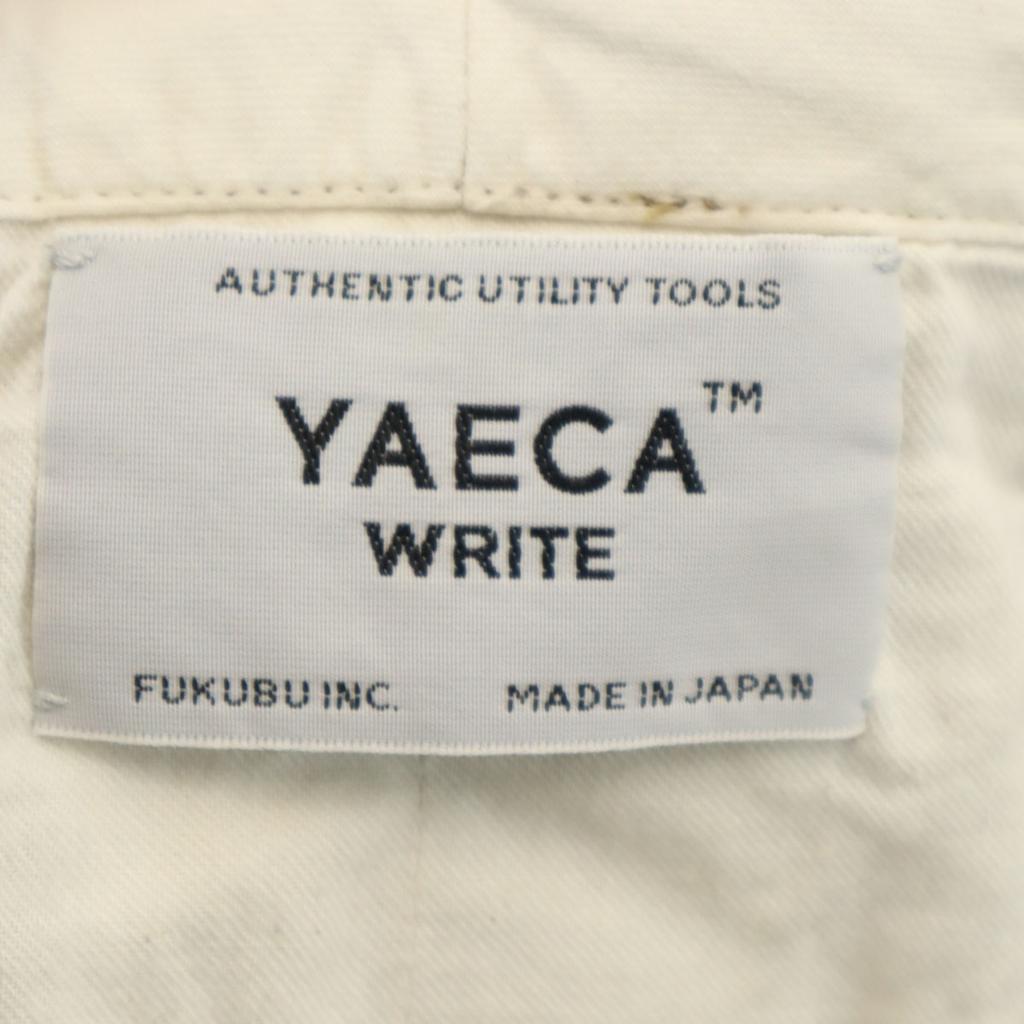 AUTHENTIC UTILITY TOOLS
YAECA™
WRITE
FUKUBU INC. MADE IN JAPAN